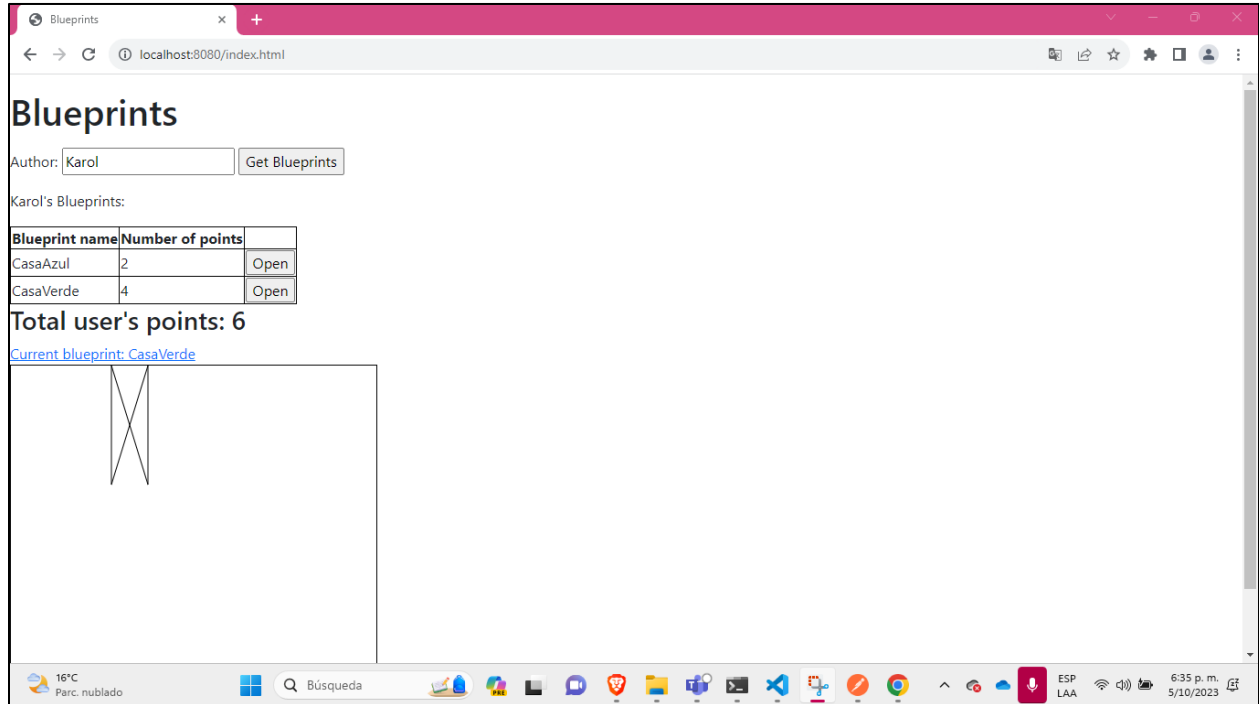 Blueprints
localhost:8080/index.html
Blueprints
Author: Karol Get Blueprints
Karol's Blueprints:
Blueprint name Number of points
CasaAzul 2 Open
CasaVerde 4 Open
Total user's points: 6
Current blueprint: CasaVerde
16°C
Parc. nublado
Búsqueda
PRE
ESP
LAA
6:35 p. m.
5/10/2023